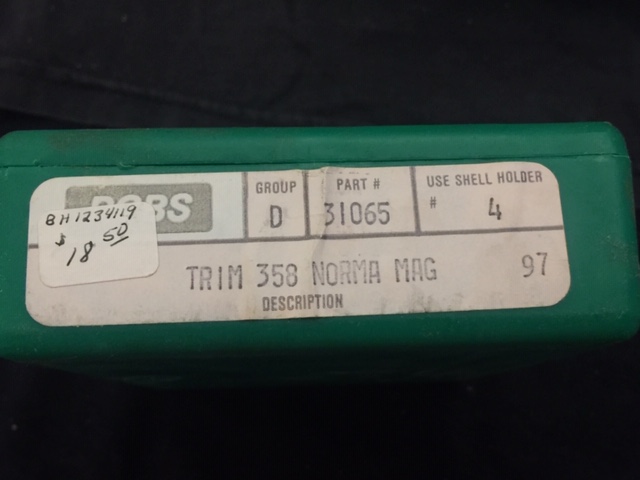 RCBS
GROUP
D
PART #
31065
USE SHELL HOLDER
# 4
BH1234119
$ 18 50
TRIM 358 NORMA MAG 97
DESCRIPTION